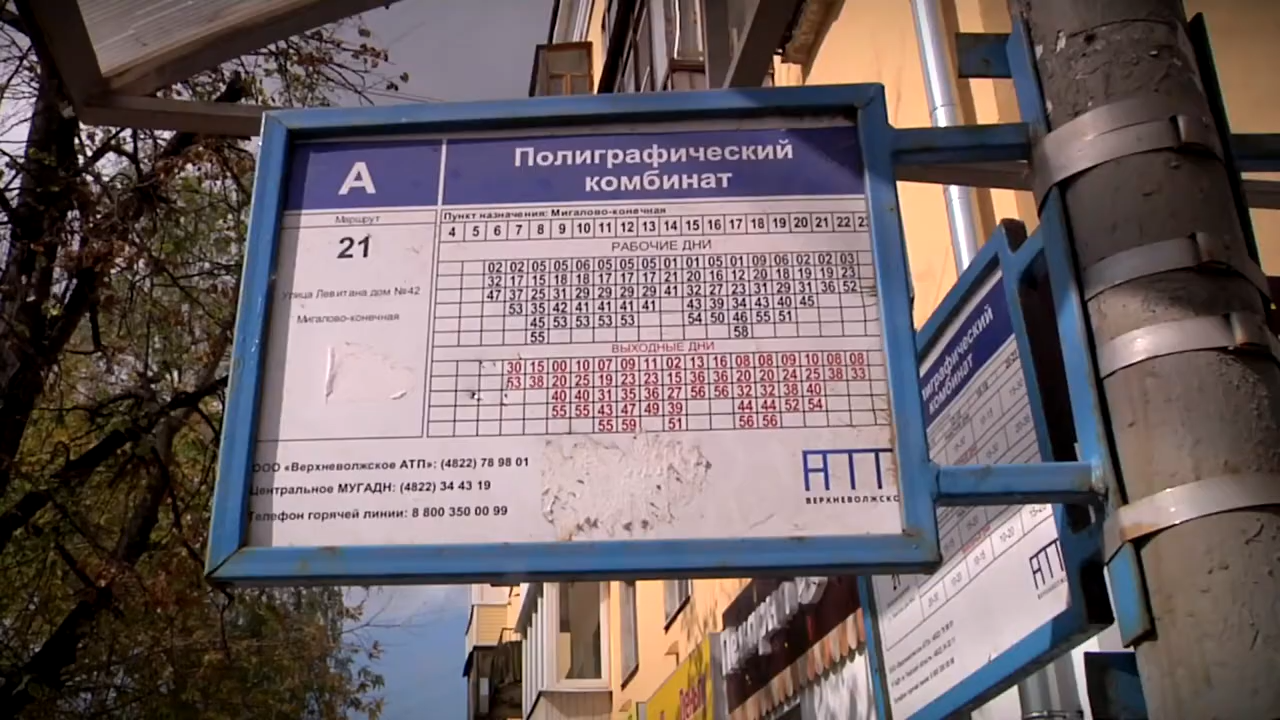 А
Полиграфический
комбинат
Маршрут
21
Улица Левитана дом №42
Мигалово-конечная
Пункт назначения: Мигалово-конечная
4 5 6 7 8 9 10 11 12 13 14 15 16 17 18 19 20 21 22 23
РАБОЧИЕ ДНИ
02 02 05 05 06 05 05 05 01 01 05 01 09 06 02 02 03
32 17 15 18 18 17 17 17 21 20 16 12 20 18 19 19 23
47 37 25 31 29 29 29 29 41 32 27 23 31 29 31 36 52
53 35 42 41 41 41 41 43 39 34 43 40 45
45 53 53 53 53 54 50 46 55 51
55 58
ВЫХОДНЫЕ ДНИ
30 15 00 10 07 09 11 02 13 16 08 08 09 10 08 08
53 38 20 25 19 23 23 15 36 36 20 20 24 25 38 33
40 40 31 35 36 27 56 56 32 32 38 40
55 55 43 47 49 39 44 44 52 54
55 59 51 56 56
ООО «Верхневолжское АТП»: (4822) 78 98 01
Центральное МУГАДН: (4822) 34 43 19
Телефон горячей линии: 8 800 350 00 99
АТП
ВЕРХНЕВОЛЖСКО
комбинат